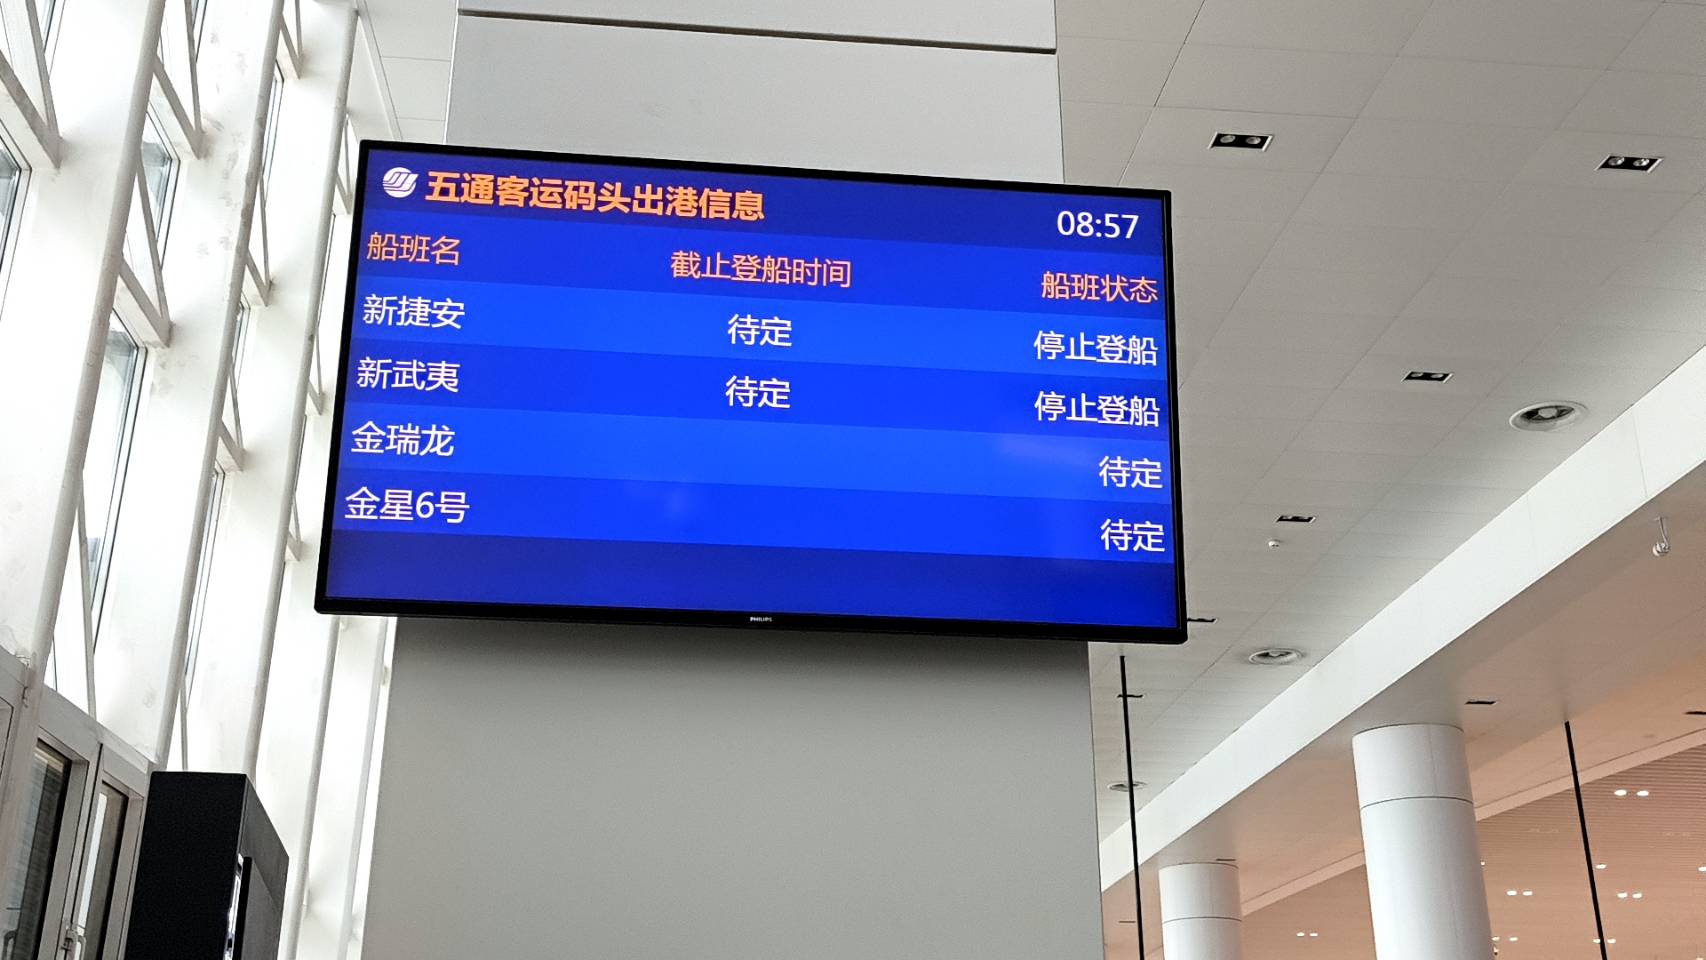 五通客运码头出港信息 08:57
船班名 截止登船时间 船班状态
新捷安 待定 停止登船
新武夷 待定 停止登船
金瑞龙 待定
金星6号 待定
PHILIPS